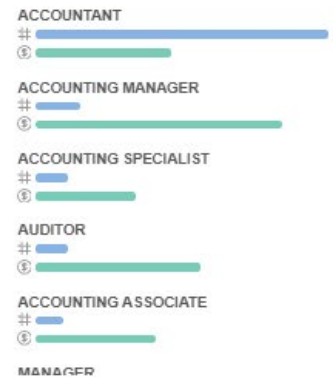 ACCOUNTANT
#
$
ACCOUNTING MANAGER
#
$
ACCOUNTING SPECIALIST
#
$
AUDITOR
#
$
ACCOUNTING ASSOCIATE
#
$
MANAGER